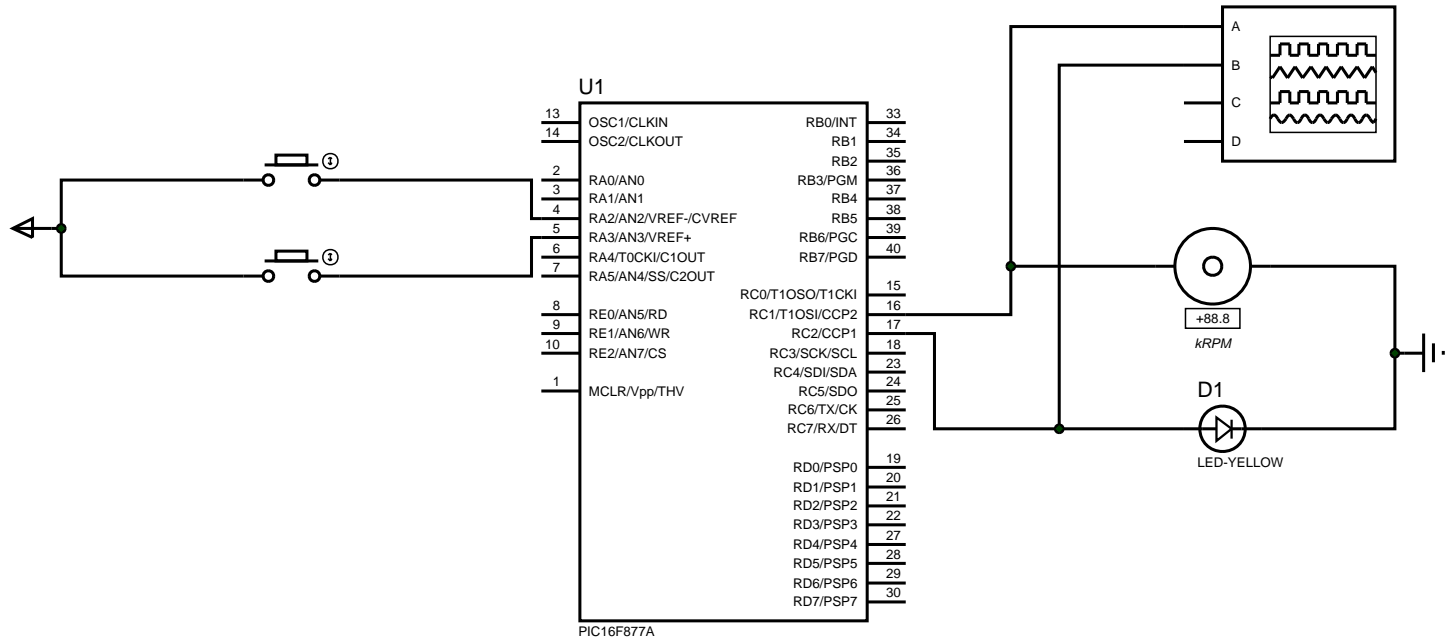 U1
13 OSC1/CLKIN
14 OSC2/CLKOUT
2 RA0/AN0
3 RA1/AN1
4 RA2/AN2/VREF-/CVREF
5 RA3/AN3/VREF+
6 RA4/T0CKI/C1OUT
7 RA5/AN4/SS/C2OUT
8 RE0/AN5/RD
9 RE1/AN6/WR
10 RE2/AN7/CS
1 MCLR/Vpp/THV
RB0/INT 33
RB1 34
RB2 35
RB3/PGM 36
RB4 37
RB5 38
RB6/PGC 39
RB7/PGD 40
RC0/T1OSO/T1CKI 15
RC1/T1OSI/CCP2 16
RC2/CCP1 17
RC3/SCK/SCL 18
RC4/SDI/SDA 23
RC5/SDO 24
RC6/TX/CK 25
RC7/RX/DT 26
RD0/PSP0 19
RD1/PSP1 20
RD2/PSP2 21
RD3/PSP3 22
RD4/PSP4 27
RD5/PSP5 28
RD6/PSP6 29
RD7/PSP7 30
PIC16F877A
A
B
C
D
+88.8
kRPM
D1
LED-YELLOW